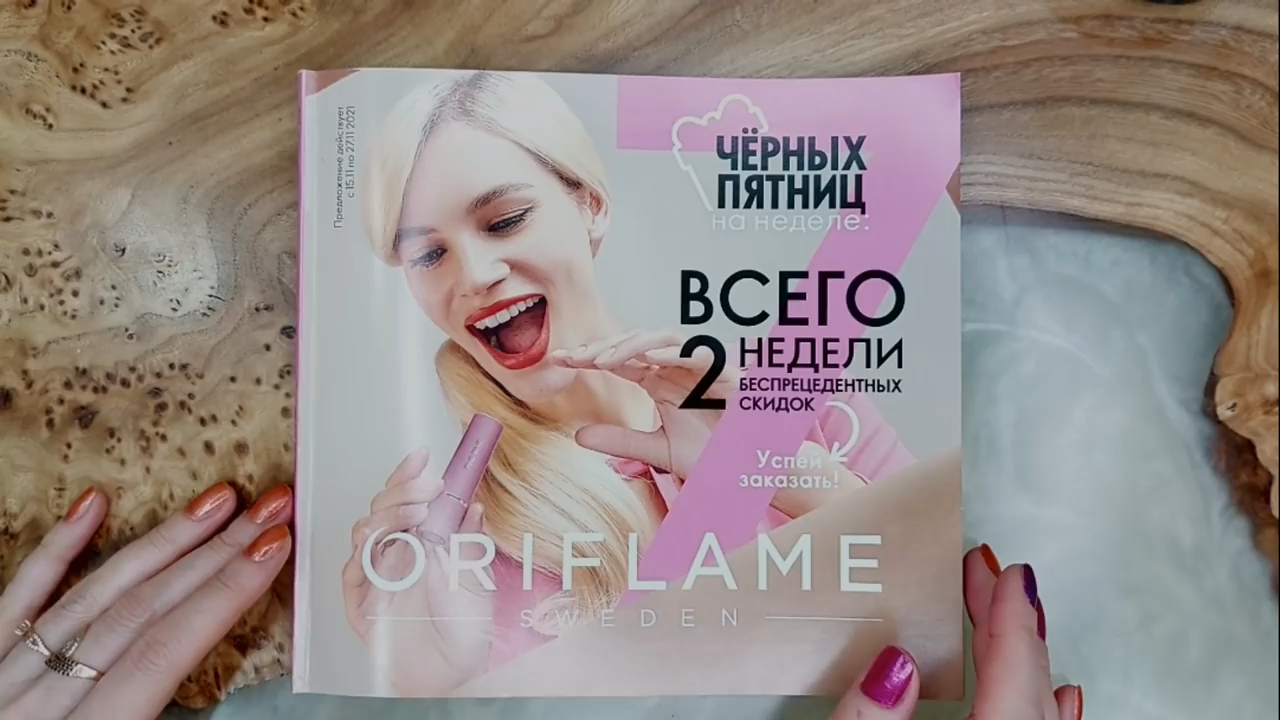 Предложение действует
с 15.11 по 27.11 2021
7
ЧЁРНЫХ
ПЯТНИЦ
на неделе:
ВСЕГО
2 НЕДЕЛИ
БЕСПРЕЦЕДЕНТНЫХ
СКИДОК
Успей
заказать!
ORIFLAME
SWEDEN